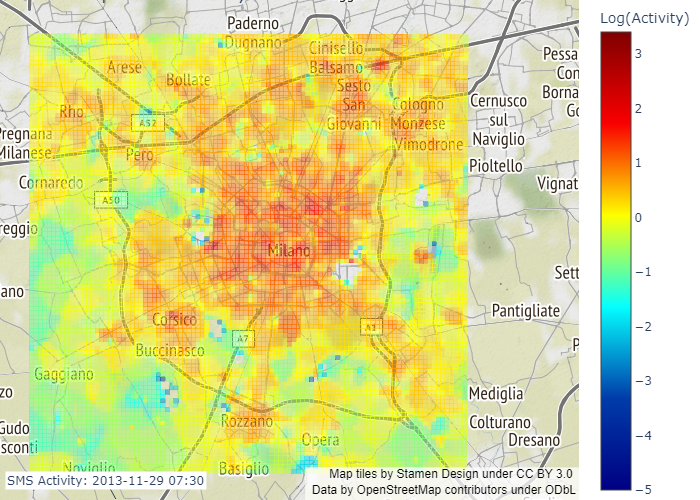 Log(Activity)
Paderno
Dugnano
Cinisello
Balsamo
Pessa
Con
Borna
Go
Arese
Bollate
Sesto
San
Giovanni
Cologno
Monzese
Cernusco
sul
Naviglio
Rho
A52
Pregnana
Milanese
Pero
Vimodrone
Pioltello
Cornaredo
Vignat
A50
reggio
Milano
Sett
ano
Pantigliate
Corsico
A7
A1
Buccinasco
P
Gaggiano
zo
Mediglia
Rozzano
Colturano
Gudo
sconti
Opera
Dresano
Noviglio
Basiglio
SMS Activity: 2013-11-29 07:30
Map tiles by Stamen Design under CC BY 3.0
Data by OpenStreetMap contributors under ODbL
3
2
1
0
−1
−2
−3
−4
−5